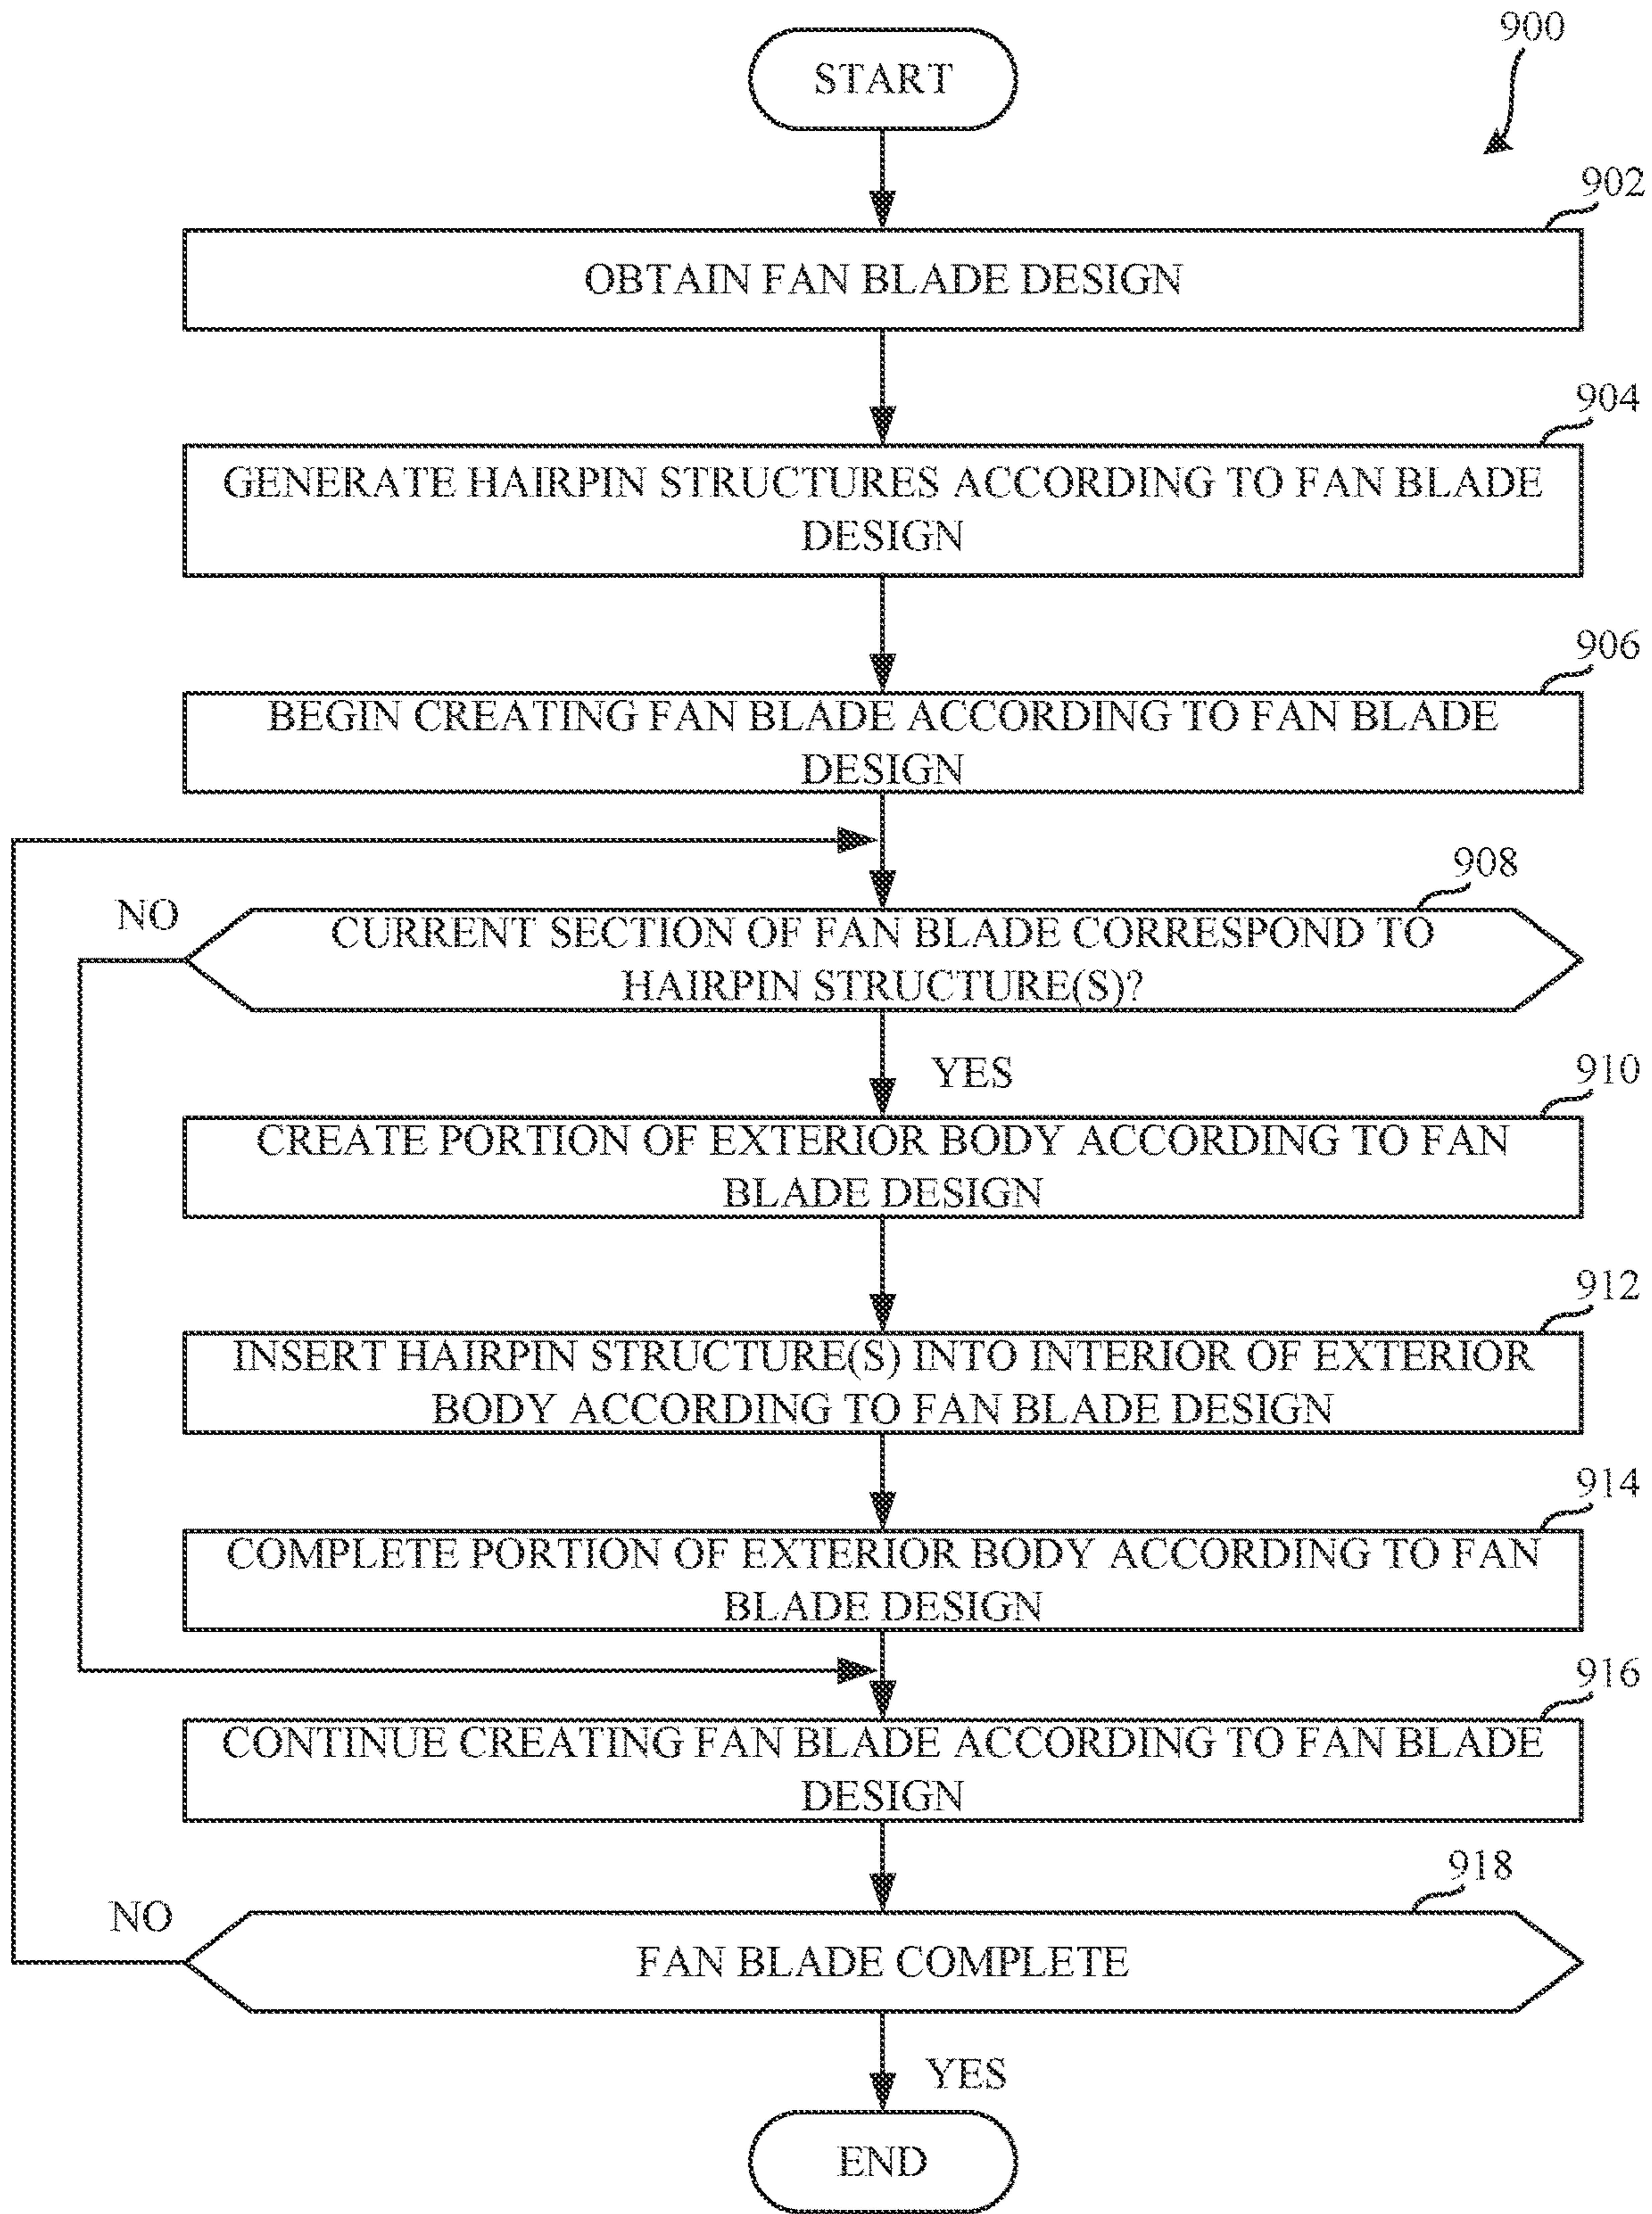 900
START
902
OBTAIN FAN BLADE DESIGN
904
GENERATE HAIRPIN STRUCTURES ACCORDING TO FAN BLADE
DESIGN
906
BEGIN CREATING FAN BLADE ACCORDING TO FAN BLADE
DESIGN
908
NO
CURRENT SECTION OF FAN BLADE CORRESPOND TO
HAIRPIN STRUCTURE(S)?
YES
910
CREATE PORTION OF EXTERIOR BODY ACCORDING TO FAN
BLADE DESIGN
912
INSERT HAIRPIN STRUCTURE(S) INTO INTERIOR OF EXTERIOR
BODY ACCORDING TO FAN BLADE DESIGN
914
COMPLETE PORTION OF EXTERIOR BODY ACCORDING TO FAN
BLADE DESIGN
916
CONTINUE CREATING FAN BLADE ACCORDING TO FAN BLADE
DESIGN
918
NO
FAN BLADE COMPLETE
YES
END